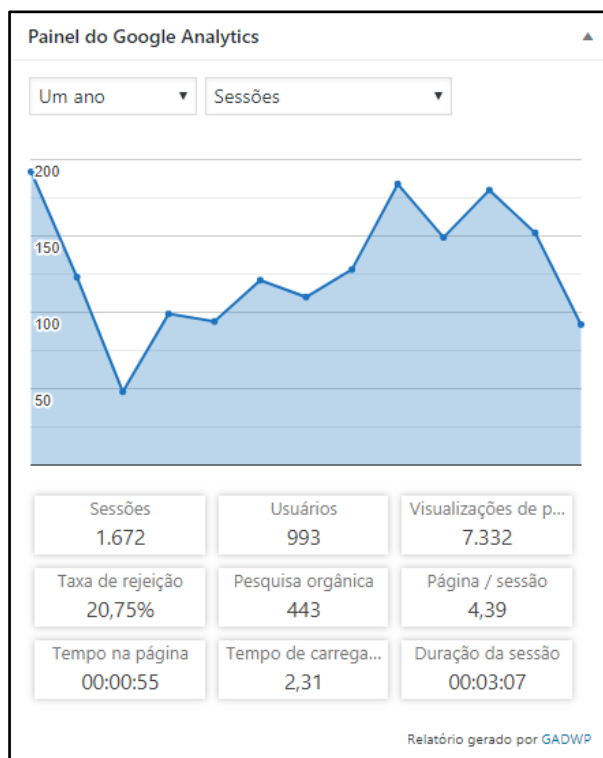 Painel do Google Analytics
Um ano Sessões
200
150
100
50
Sessões Usuários Visualizações de p...
1.672 993 7.332
Taxa de rejeição Pesquisa orgânica Página / sessão
20,75% 443 4,39
Tempo na página Tempo de carrega... Duração da sessão
00:00:55 2,31 00:03:07
Relatório gerado por GADWP